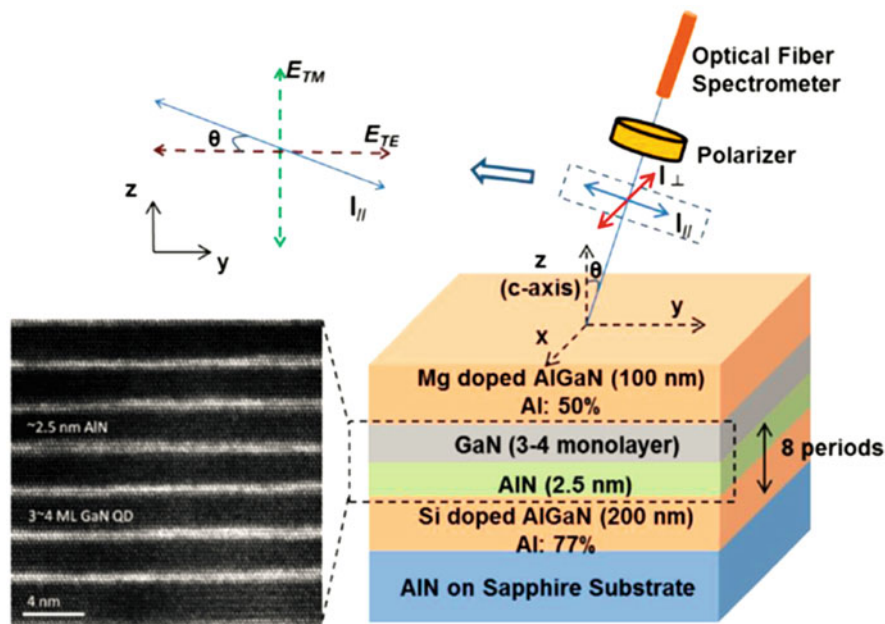 E_TM
θ
E_TE
I_//
z
y
Optical Fiber
Spectrometer
Polarizer
I_⊥
I_//
z
θ
(c-axis)
y
x
Mg doped AlGaN (100 nm)
Al: 50%
GaN (3-4 monolayer)
AlN (2.5 nm)
8 periods
Si doped AlGaN (200 nm)
Al: 77%
AlN on Sapphire Substrate
~2.5 nm AlN
3~4 ML GaN QD
4 nm